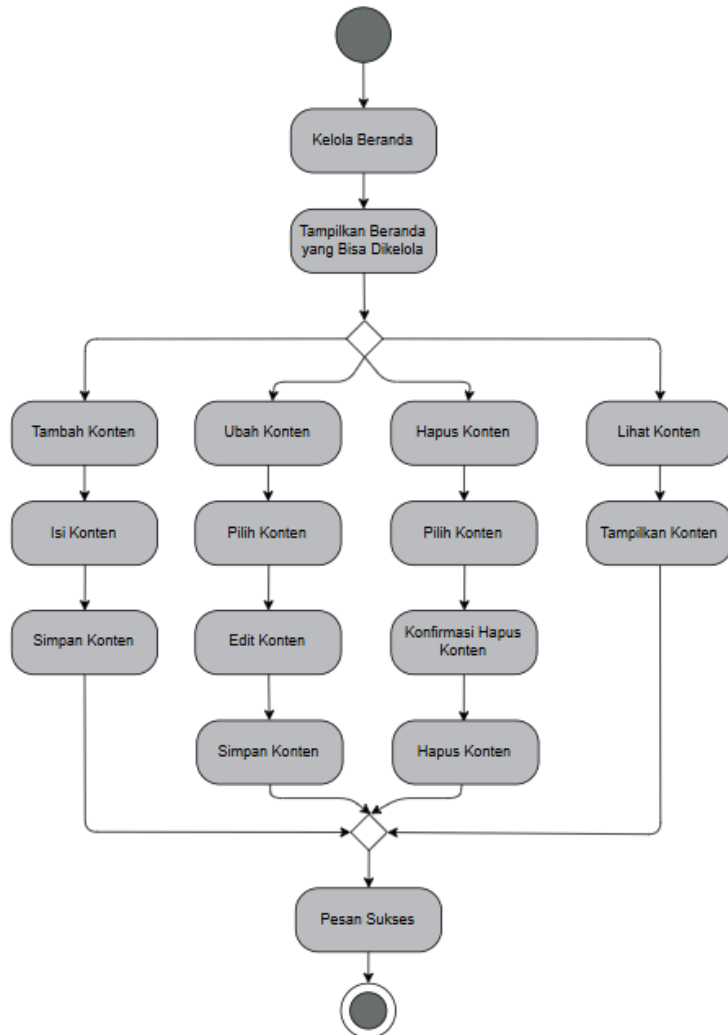 Kelola Beranda
Tampilkan Beranda
yang Bisa Dikelola
Tambah Konten
Ubah Konten
Hapus Konten
Lihat Konten
Isi Konten
Pilih Konten
Pilih Konten
Tampilkan Konten
Simpan Konten
Edit Konten
Konfirmasi Hapus
Konten
Simpan Konten
Hapus Konten
Pesan Sukses